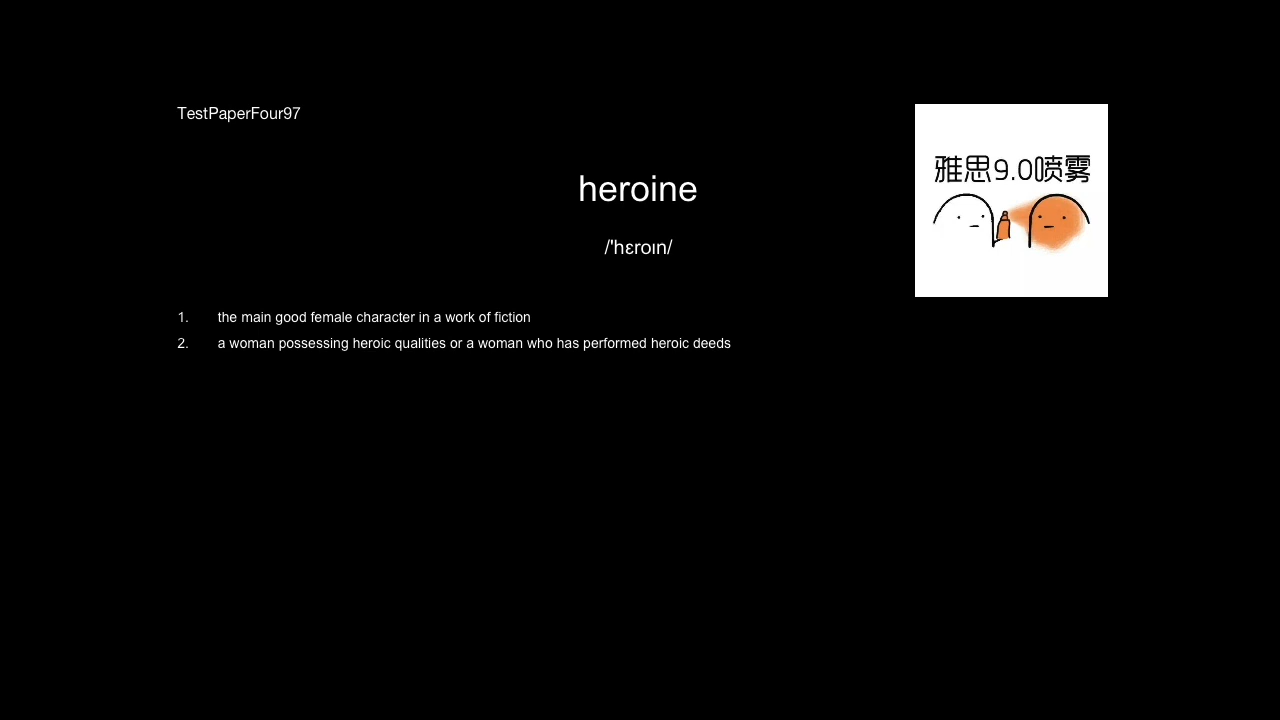 TestPaperFour97
雅思9.0喷雾
heroine
/'hɛroɪn/
1. the main good female character in a work of fiction
2. a woman possessing heroic qualities or a woman who has performed heroic deeds